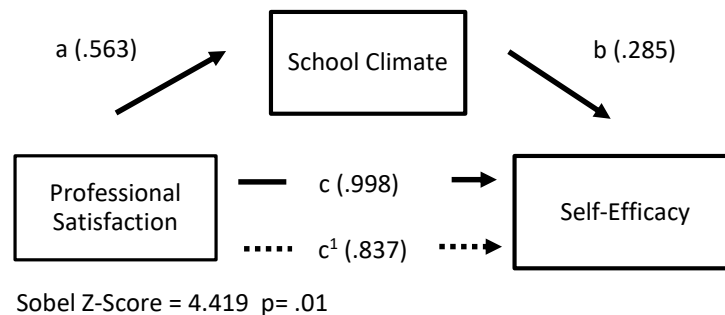 a (.563)
School Climate
b (.285)
Professional
Satisfaction
c (.998)
c¹ (.837)
Self-Efficacy
Sobel Z-Score = 4.419  p= .01